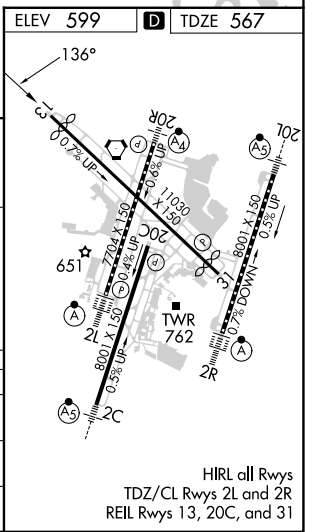 ELEV 599
D
TDZE 567
136°
13
0.7% UP
11030 X 150
31
20R
A4
0.6% UP
7704 X 150
2L
A
P
P
P
P
20C
0.4% UP
8001 X 150
0.5% UP
2C
A5
20L
A5
0.5% UP
8001 X 150
0.7% DOWN
2R
A
651
TWR
762
HIRL all Rwys
TDZ/CL Rwys 2L and 2R
REIL Rwys 13, 20C, and 31